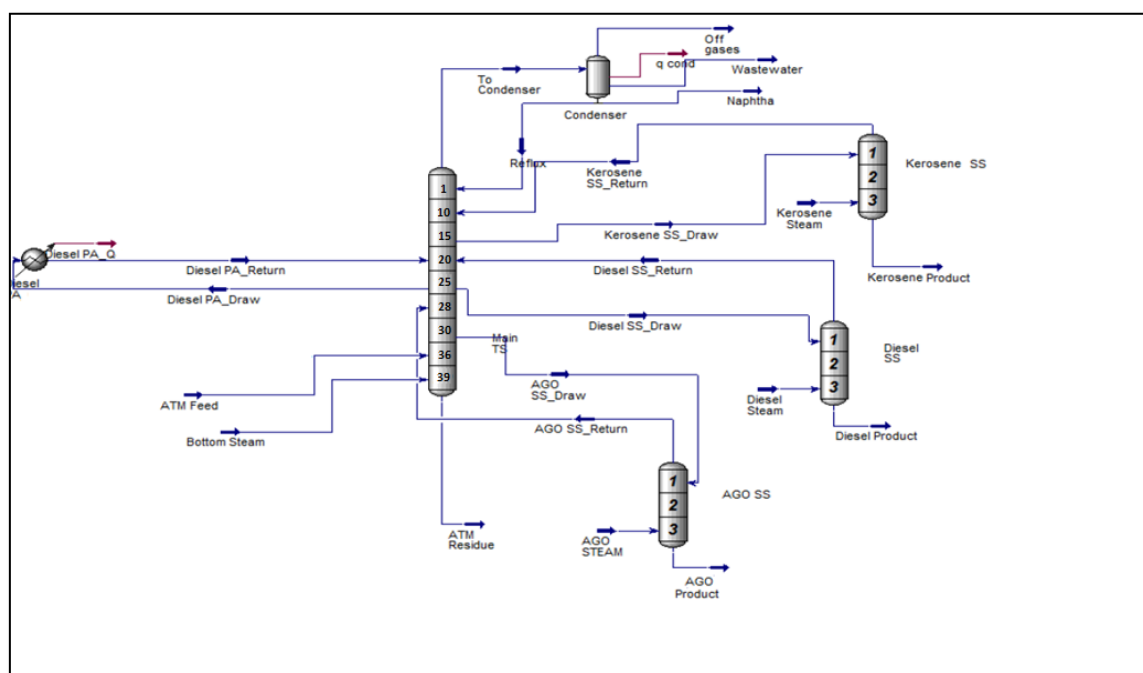 Off
gases
q cond
Wastewater
To
Condenser
Naphtha
Condenser
Reflux
Kerosene
SS_Return
1
2
3
Kerosene SS
Kerosene
Steam
Kerosene SS_Draw
Kerosene Product
1
10
15
20
25
28
30
36
39
Main
TS
Diesel PA_Q
Diesel PA_Return
Diesel PA_Draw
Diesel SS_Return
Diesel SS_Draw
1
2
3
Diesel
SS
Diesel
Steam
Diesel Product
AGO
SS_Draw
ATM Feed
Bottom Steam
AGO SS_Return
1
2
3
AGO SS
AGO
STEAM
ATM
Residue
AGO
Product